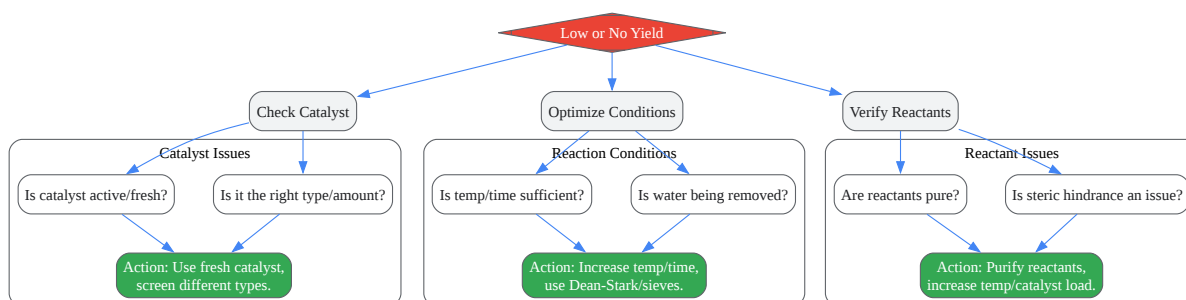 Low or No Yield
Check Catalyst
Optimize Conditions
Verify Reactants
Catalyst Issues
Reaction Conditions
Reactant Issues
Is catalyst active/fresh?
Is it the right type/amount?
Is temp/time sufficient?
Is water being removed?
Are reactants pure?
Is steric hindrance an issue?
Action: Use fresh catalyst,
screen different types.
Action: Increase temp/time,
use Dean-Stark/sieves.
Action: Purify reactants,
increase temp/catalyst load.